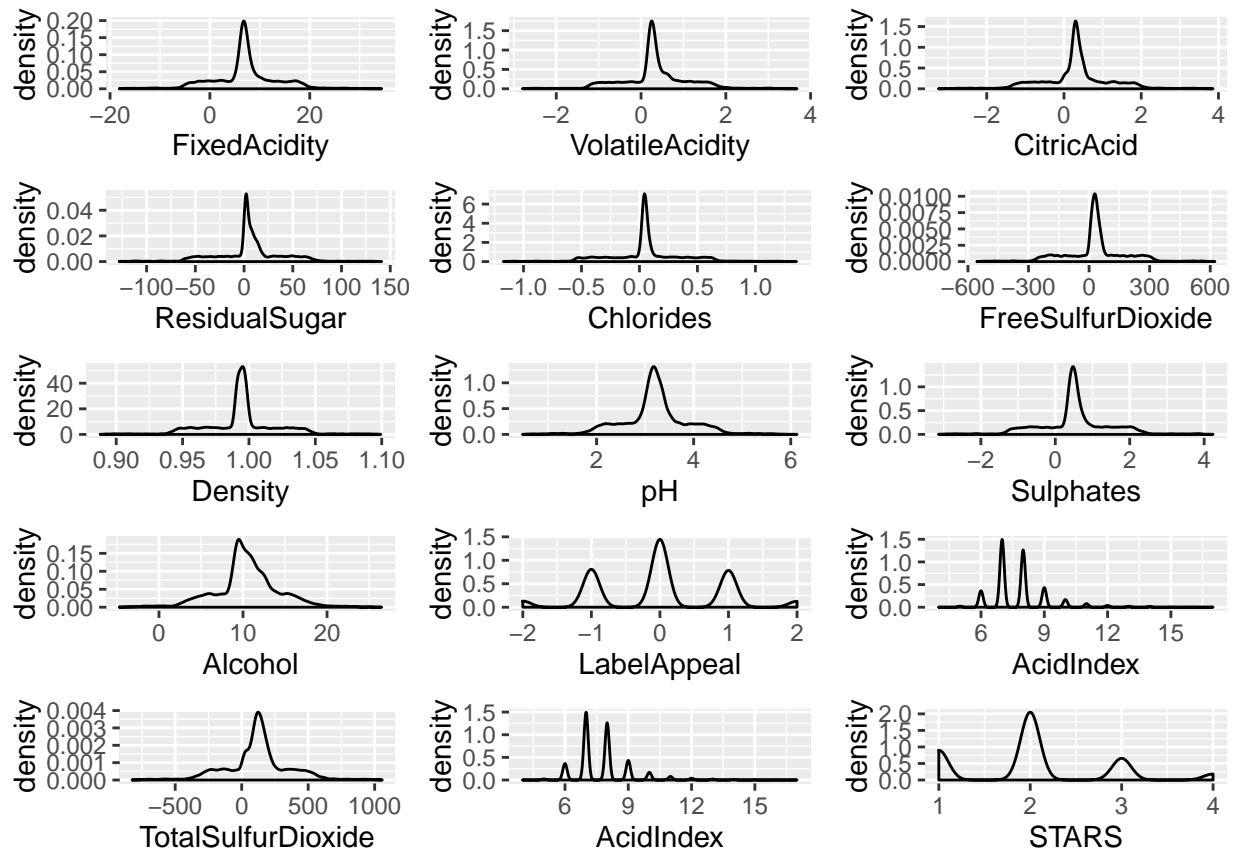 density
0.20
0.15
0.10
0.05
0.00
−20 0 20
FixedAcidity
density
1.5
1.0
0.5
0.0
−2 0 2 4
VolatileAcidity
density
1.5
1.0
0.5
0.0
−2 0 2 4
CitricAcid
density
0.04
0.02
0.00
−100 −50 0 50 100 150
ResidualSugar
density
6
4
2
0
−1.0 −0.5 0.0 0.5 1.0
Chlorides
density
0.0100
0.0075
0.0050
0.0025
0.0000
−600 −300 0 300 600
FreeSulfurDioxide
density
40
20
0
0.90 0.95 1.00 1.05 1.10
Density
density
1.0
0.5
0.0
2 4 6
pH
density
1.0
0.5
0.0
−2 0 2 4
Sulphates
density
0.15
0.10
0.05
0.00
0 10 20
Alcohol
density
1.5
1.0
0.5
0.0
−2 −1 0 1 2
LabelAppeal
density
1.5
1.0
0.5
0.0
6 9 12 15
AcidIndex
density
0.004
0.003
0.002
0.001
0.000
−500 0 500 1000
TotalSulfurDioxide
density
1.5
1.0
0.5
0.0
6 9 12 15
AcidIndex
density
2.0
1.5
1.0
0.5
0.0
1 2 3 4
STARS